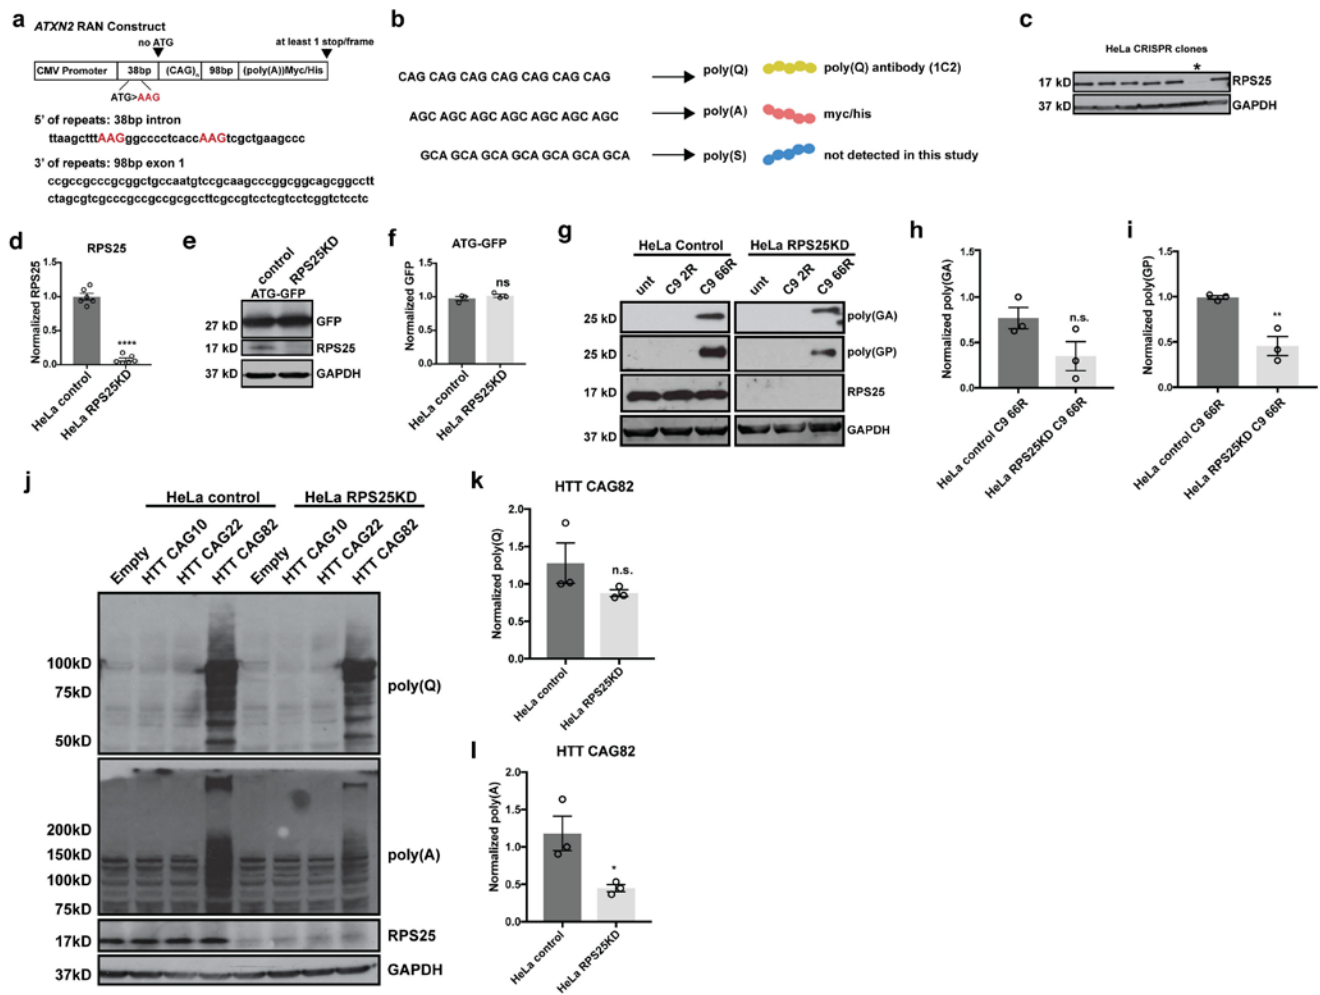 a
ATXN2 RAN Construct
no ATG
at least 1 stop/frame
CMV Promoter 38bp (CAG)n 98bp (poly(A))Myc/His
ATG>AAG
5' of repeats: 38bp intron
ttaagctttAAGggcccctcaccAAGtcgctgaagccc
3' of repeats: 98bp exon 1
ccgccgcccgcggctgccaatgtccgcaagcccggcggcagcggcctt
ctagcgtcgcccgccgccgcgccttcgccgtcctcgtcctcggtctcctc
b
CAG CAG CAG CAG CAG CAG CAG poly(Q) poly(Q) antibody (1C2)
AGC AGC AGC AGC AGC AGC AGC poly(A) myc/his
GCA GCA GCA GCA GCA GCA GCA poly(S) not detected in this study
c
HeLa CRISPR clones
*
17 kD RPS25
37 kD GAPDH
d
RPS25
Normalized RPS25
1.5
1.0
0.5
0.0
****
HeLa control
HeLa RPS25KD
e
control
RPS25KD
ATG-GFP
27 kD GFP
17 kD RPS25
37 kD GAPDH
f
ATG-GFP
Normalized GFP
1.5
1.0
0.5
0.0
ns
HeLa control
HeLa RPS25KD
g
HeLa Control HeLa RPS25KD
unt C9 2R C9 66R unt C9 2R C9 66R
25 kD poly(GA)
25 kD poly(GP)
17 kD RPS25
37 kD GAPDH
h
Normalized poly(GA)
1.5
1.0
0.5
0.0
n.s.
HeLa control C9 66R
HeLa RPS25KD C9 66R
i
Normalized poly(GP)
1.5
1.0
0.5
0.0
**
HeLa control C9 66R
HeLa RPS25KD C9 66R
j
HeLa control HeLa RPS25KD
Empty HTT CAG10 HTT CAG22 HTT CAG82 Empty HTT CAG10 HTT CAG22 HTT CAG82
100kD
75kD
poly(Q)
50kD
200kD
150kD
poly(A)
100kD
75kD
17kD RPS25
37kD GAPDH
k
HTT CAG82
Normalized poly(Q)
2.0
1.5
1.0
0.5
0.0
n.s.
HeLa control
HeLa RPS25KD
l
HTT CAG82
Normalized poly(A)
2.0
1.5
1.0
0.5
0.0
*
HeLa control
HeLa RPS25KD